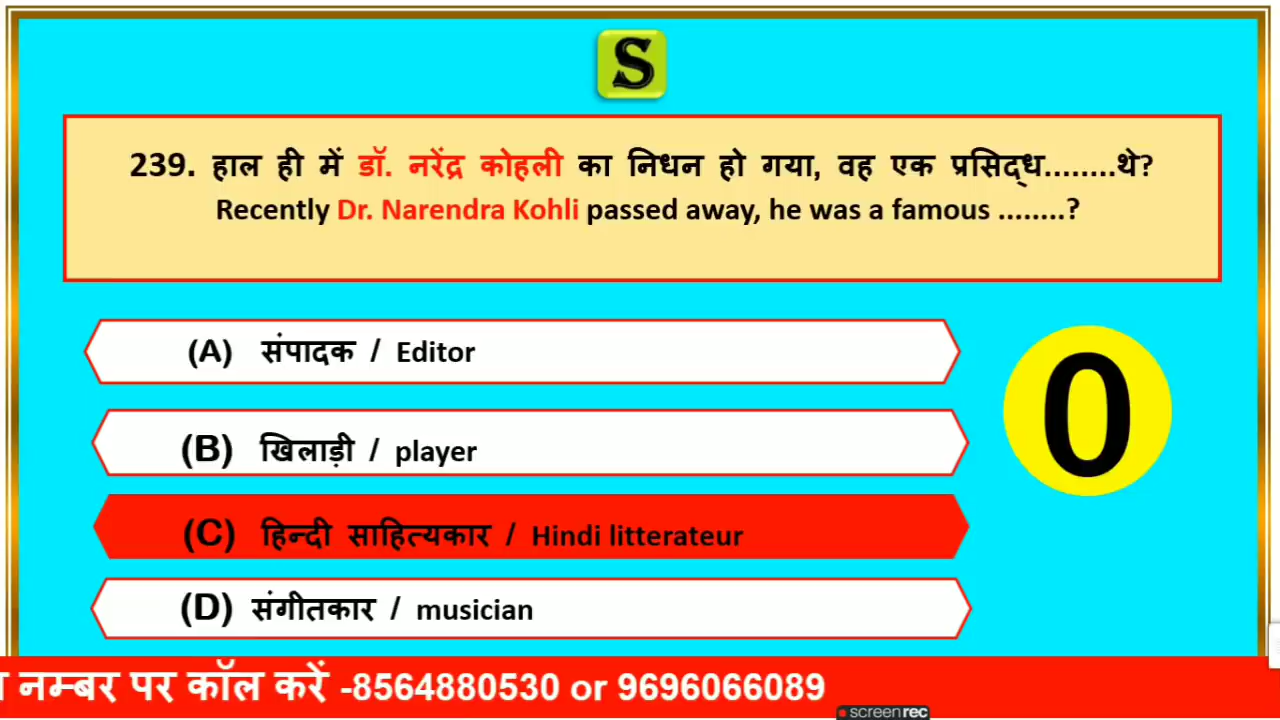 S
239. हाल ही में डॉ. नरेंद्र कोहली का निधन हो गया, वह एक प्रसिद्ध........थे?
Recently Dr. Narendra Kohli passed away, he was a famous ........?
(A) संपादक / Editor
(B) खिलाड़ी / player
(C) हिन्दी साहित्यकार / Hindi litterateur
(D) संगीतकार / musician
0
नम्बर पर कॉल करें -8564880530 or 9696066089
screenrec